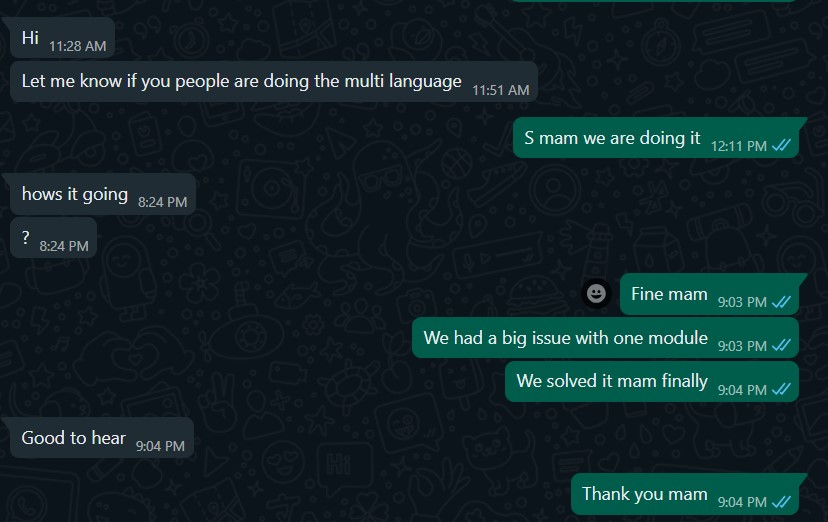 Hi 11:28 AM
Let me know if you people are doing the multi language 11:51 AM
S mam we are doing it 12:11 PM
hows it going 8:24 PM
? 8:24 PM
Fine mam 9:03 PM
We had a big issue with one module 9:03 PM
We solved it mam finally 9:04 PM
Good to hear 9:04 PM
Thank you mam 9:04 PM